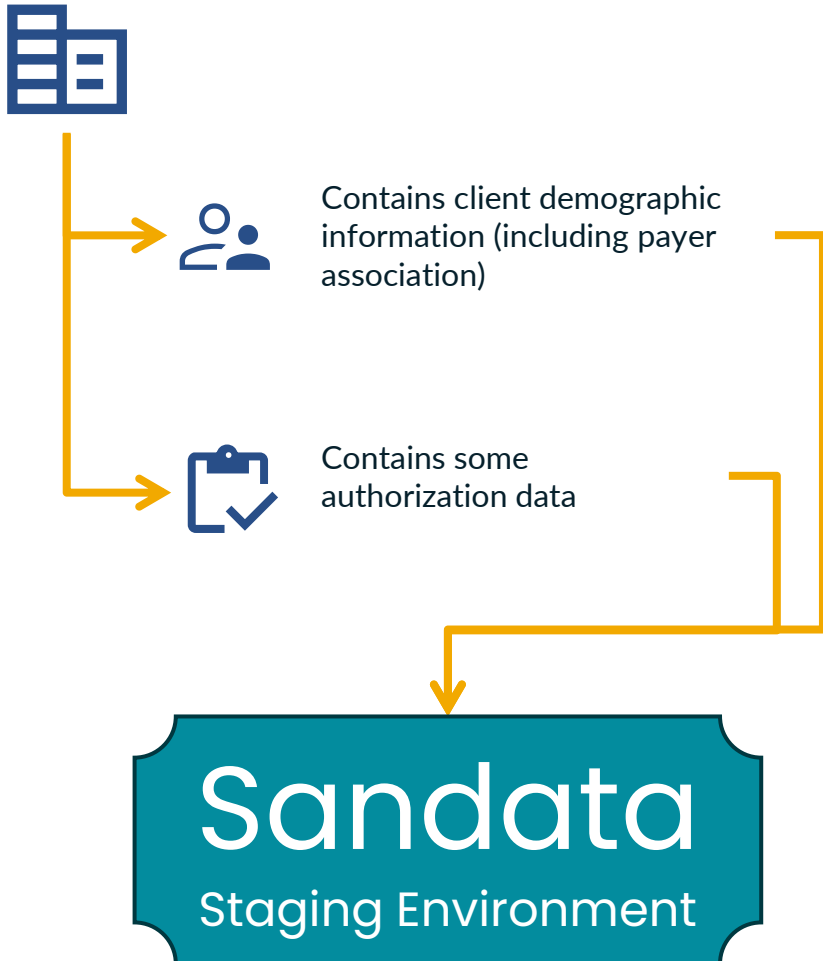 Contains client demographic
information (including payer
association)
Contains some
authorization data
Sandata
Staging Environment